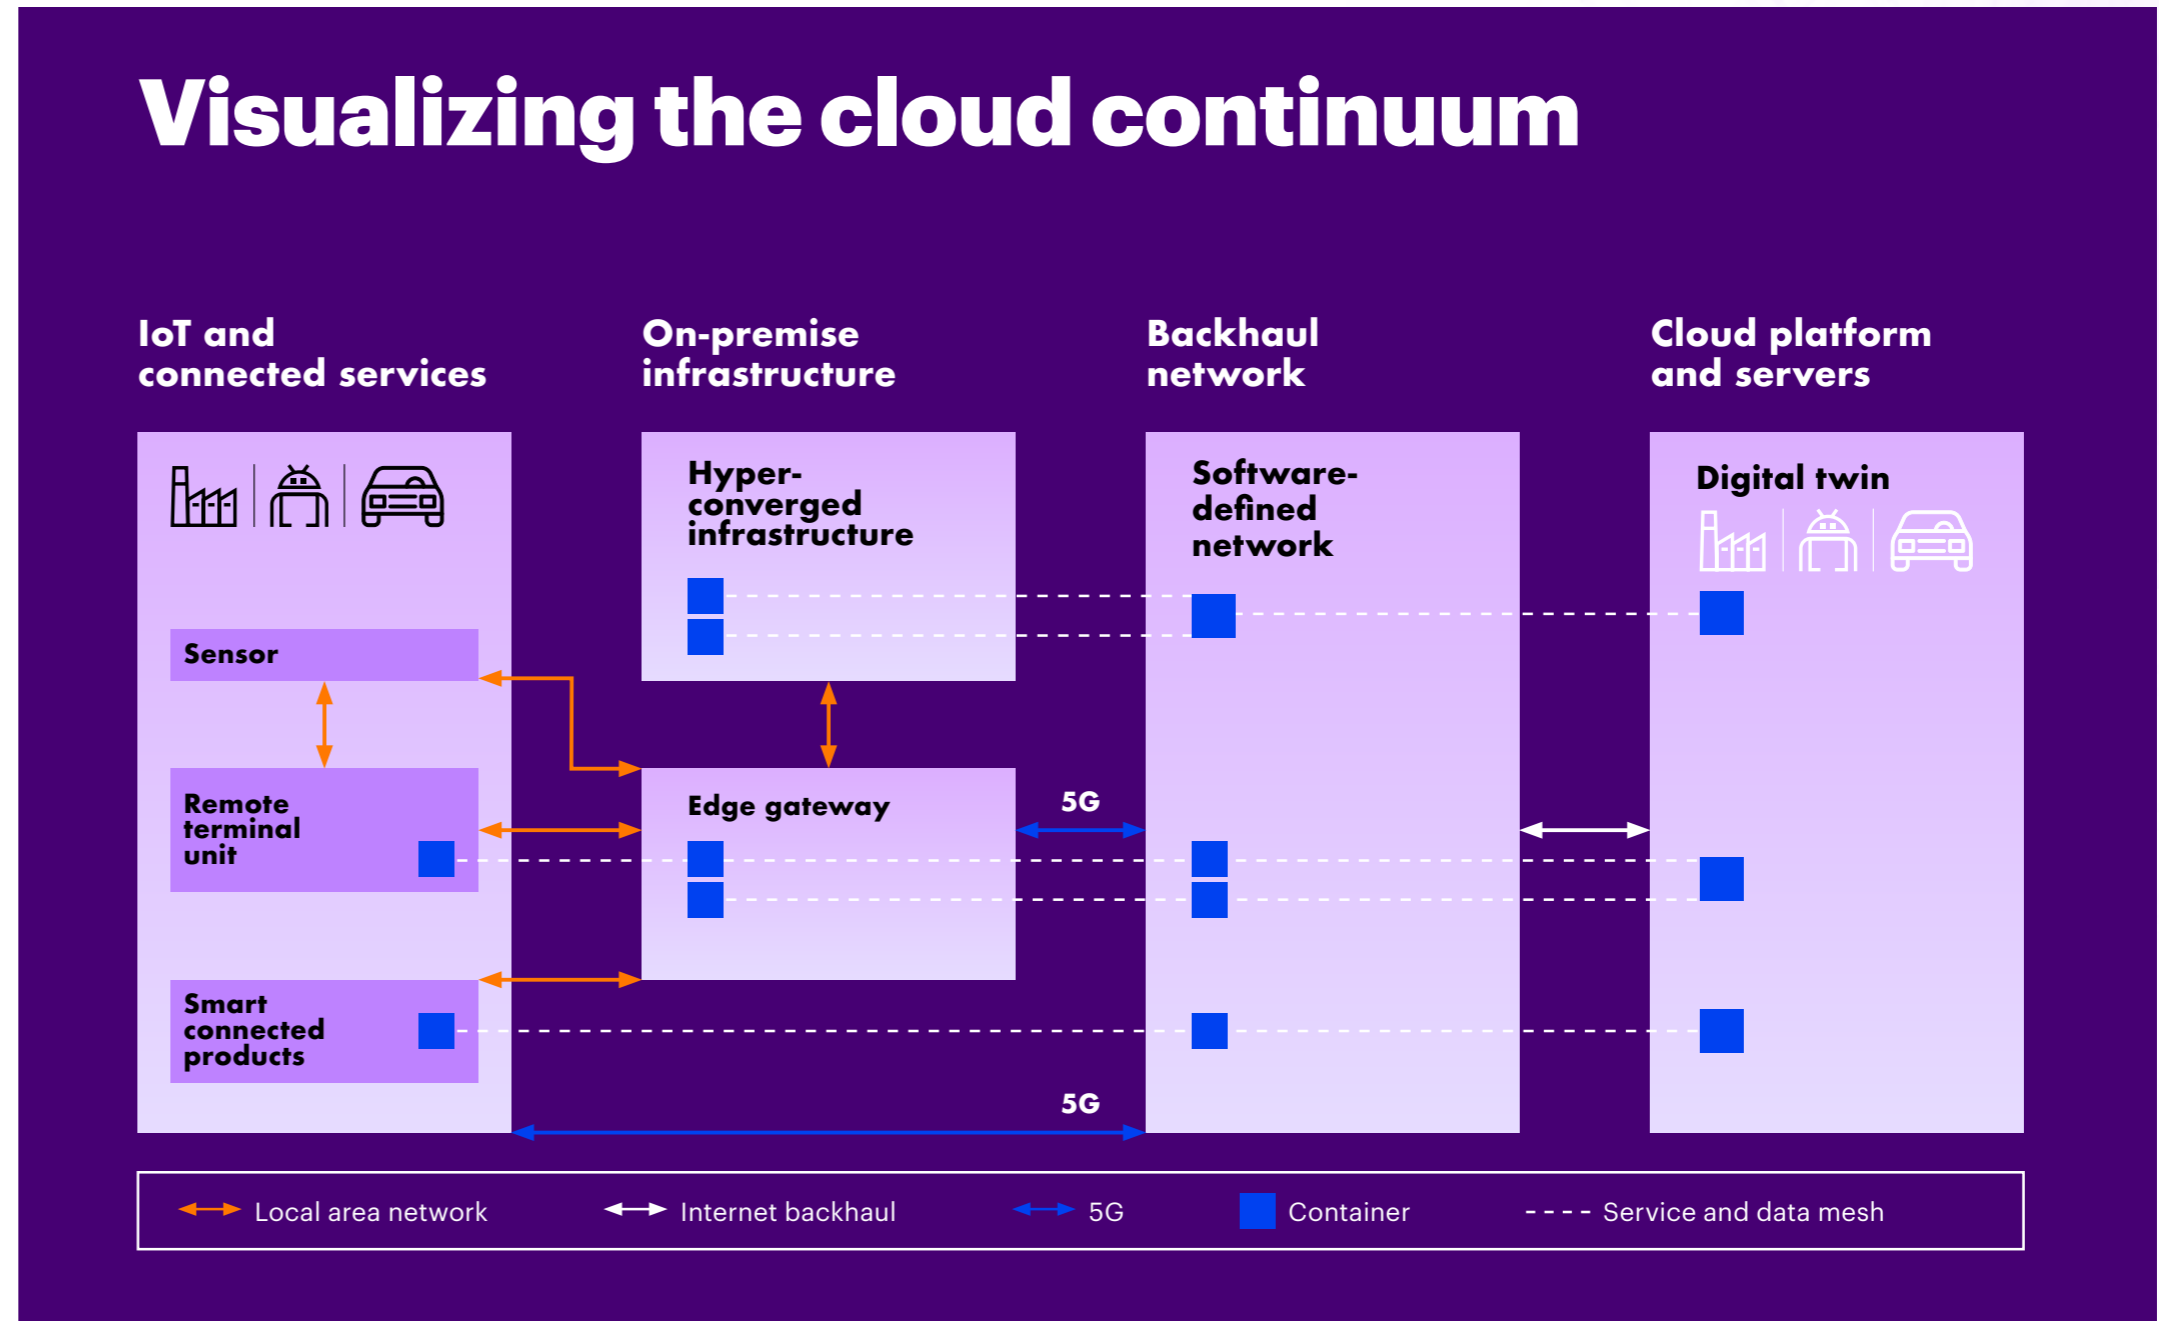 Visualizing the cloud continuum
IoT and
connected services
On-premise
infrastructure
Backhaul
network
Cloud platform
and servers
Sensor
Remote
terminal
unit
Smart
connected
products
Hyper-
converged
infrastructure
Edge gateway
5G
5G
Software-
defined
network
Digital twin
Local area network
Internet backhaul
5G
Container
Service and data mesh